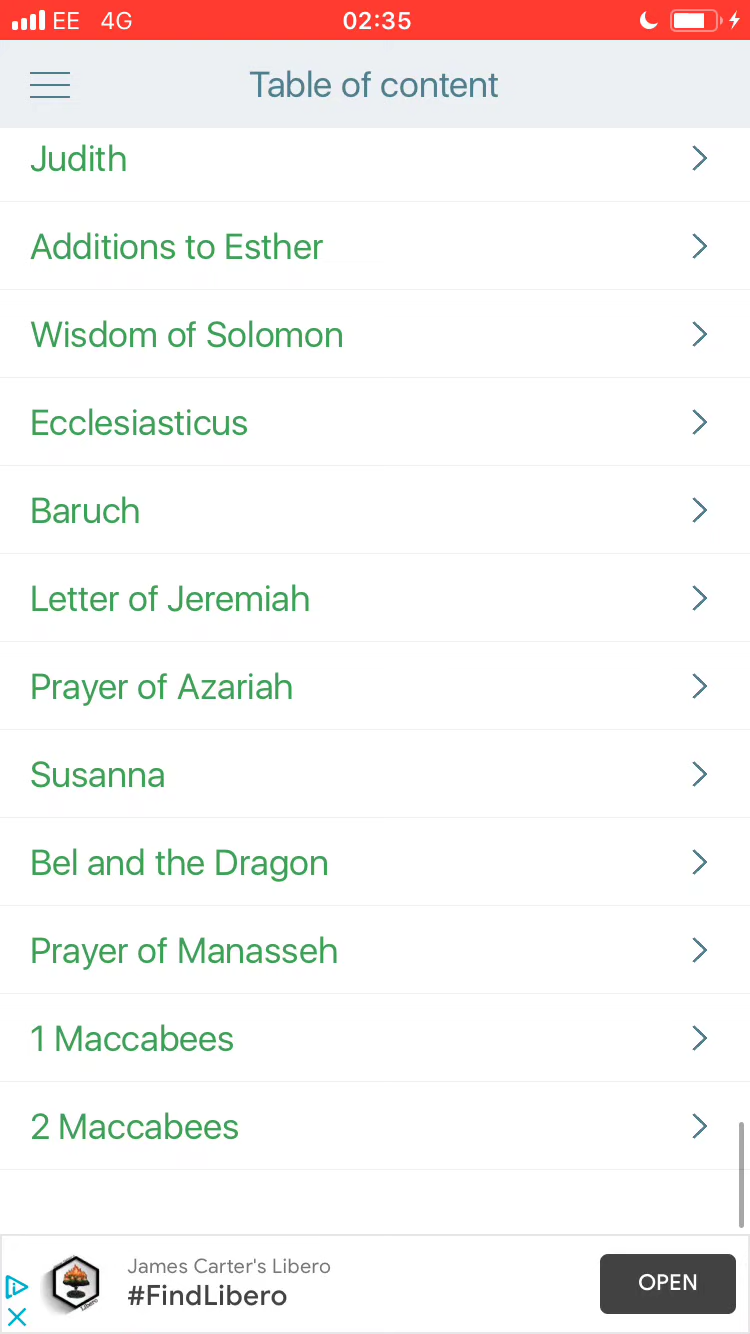 EE 4G 02:35
Table of content
Judith
Additions to Esther
Wisdom of Solomon
Ecclesiasticus
Baruch
Letter of Jeremiah
Prayer of Azariah
Susanna
Bel and the Dragon
Prayer of Manasseh
1 Maccabees
2 Maccabees
James Carter's Libero
#FindLibero
OPEN
Libero